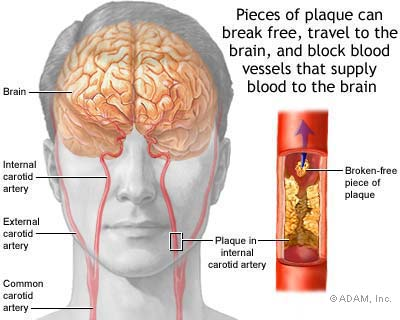 Pieces of plaque can
break free, travel to the
brain, and block blood
vessels that supply
blood to the brain
Brain
Internal
carotid
artery
External
carotid
artery
Common
carotid
artery
Plaque in
internal
carotid artery
Broken-free
piece of
plaque
© ADAM, Inc.